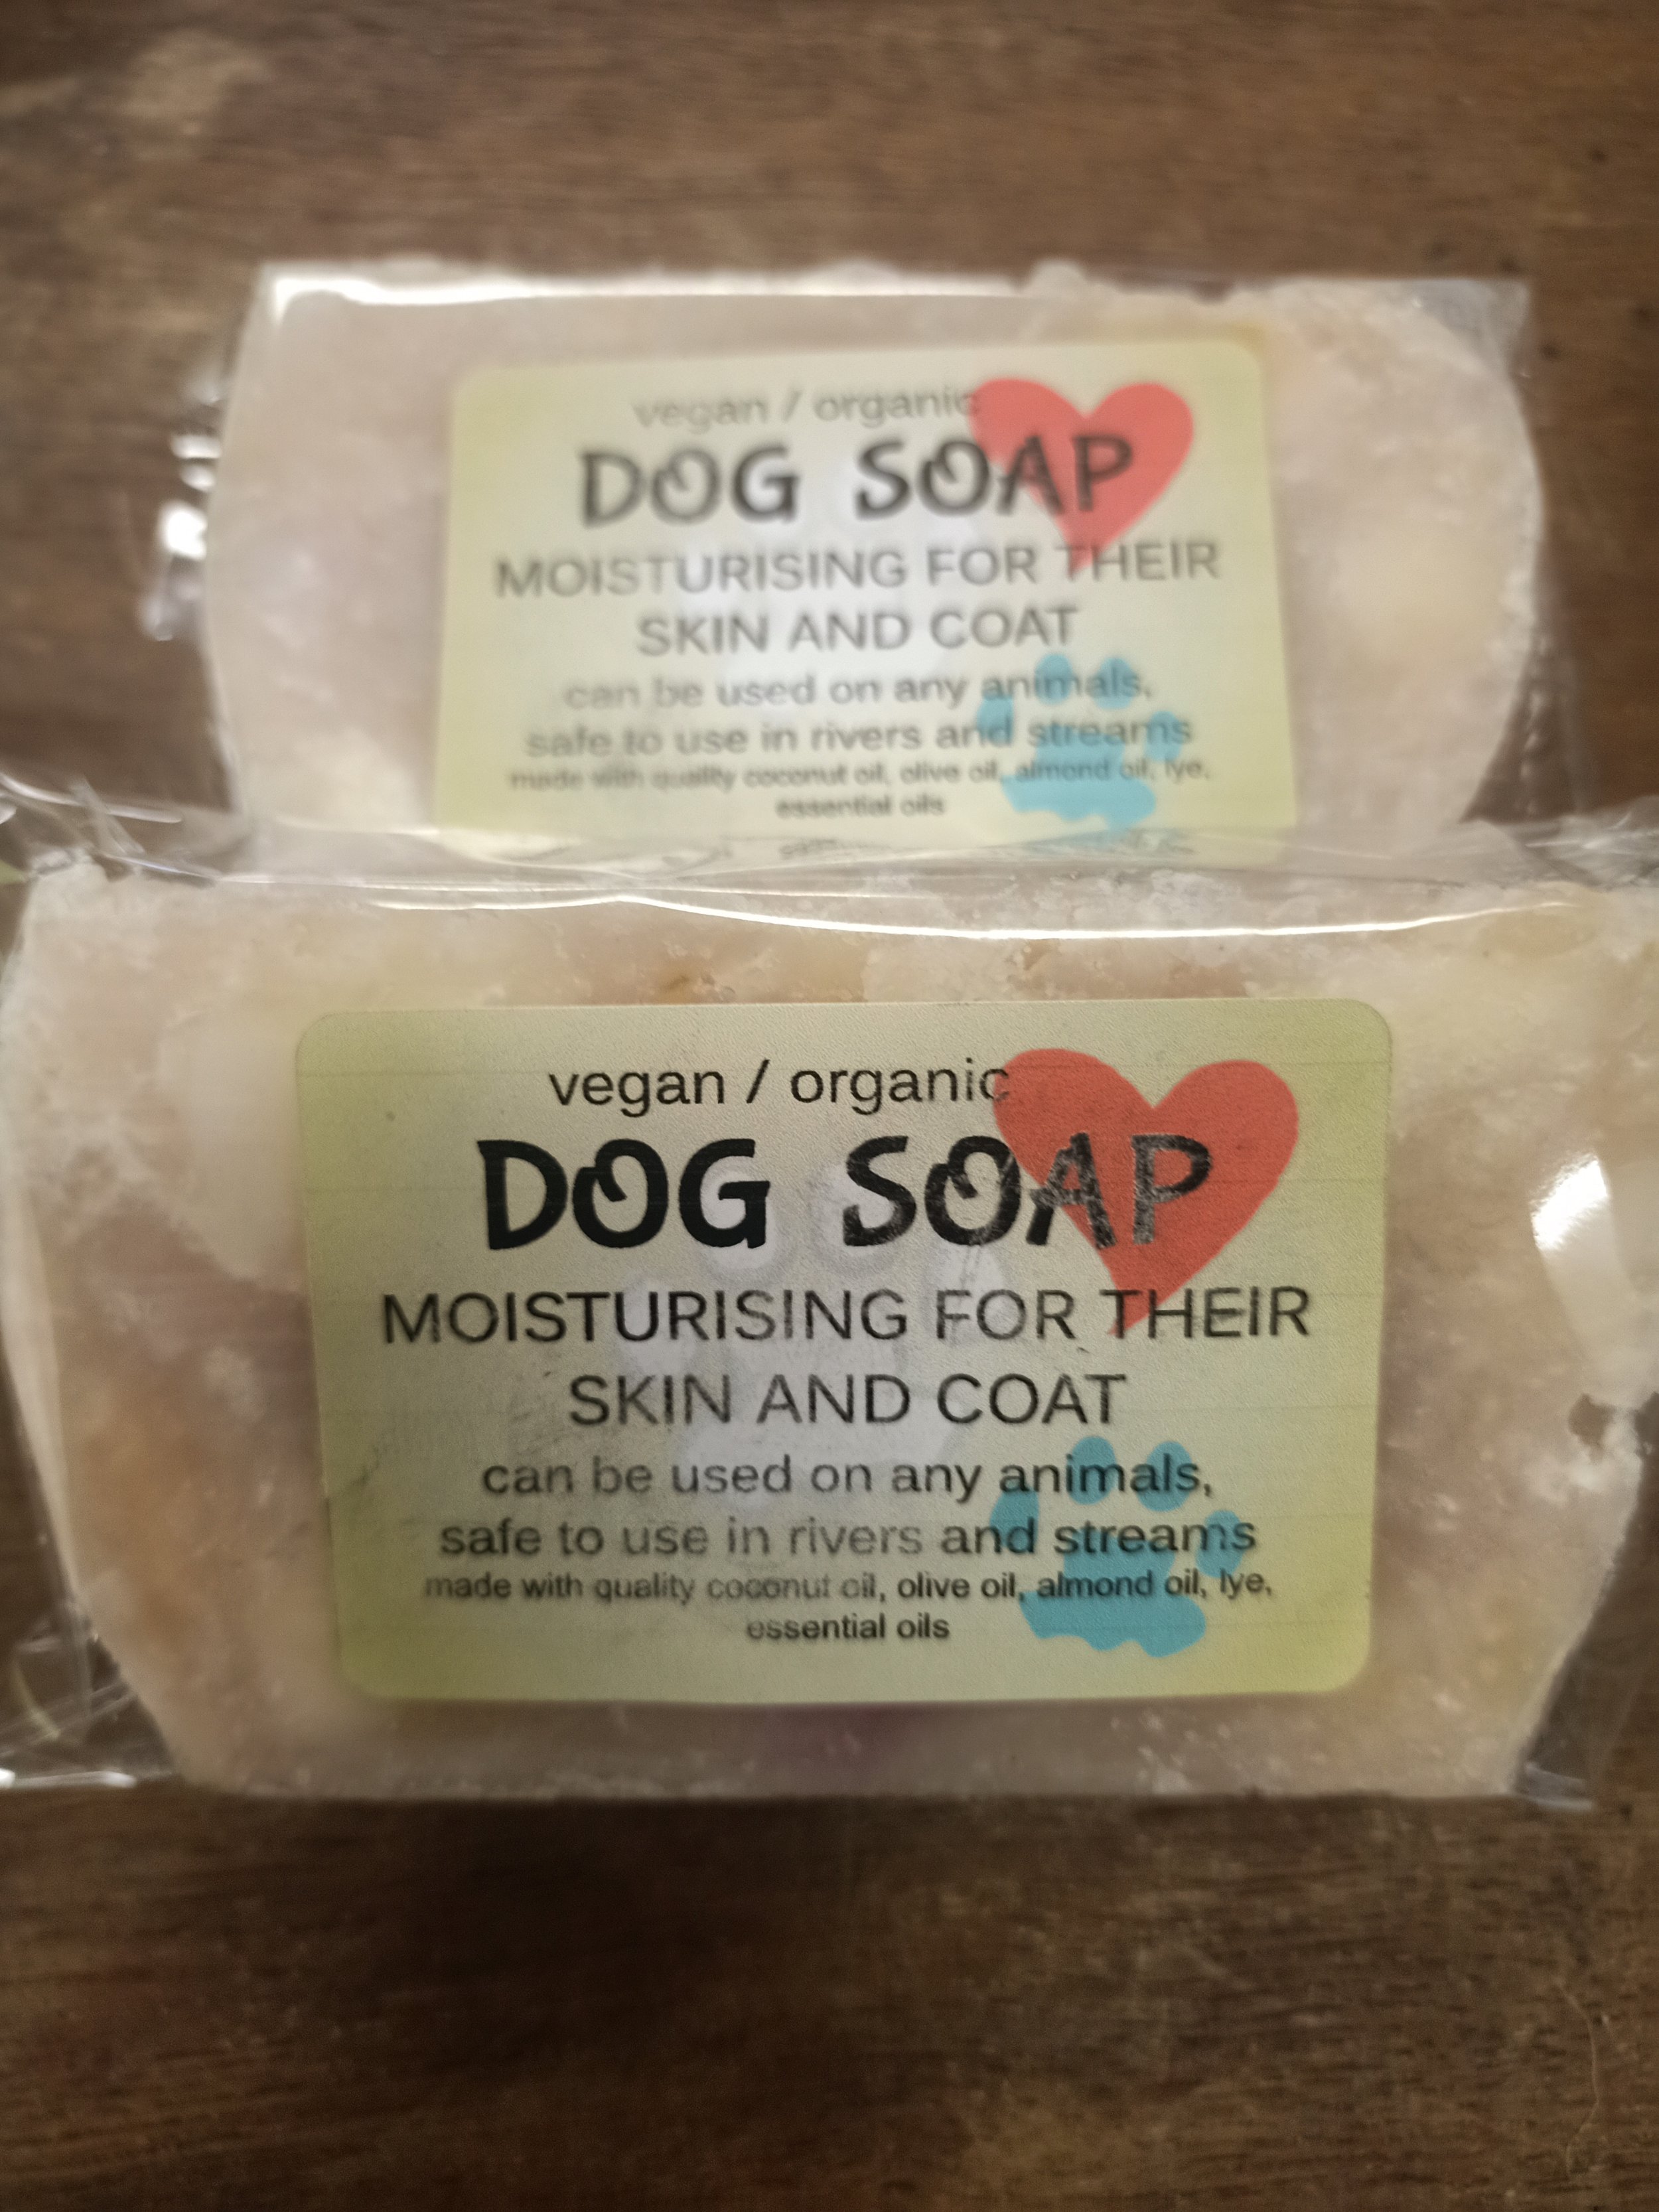 vegan / organic
DOG SOAP
MOISTURISING FOR THEIR
SKIN AND COAT
can be used on any animals,
safe to use in rivers and streams
made with quality coconut oil, olive oil, almond oil, lye,
essential oils
vegan / organic
DOG SOAP
MOISTURISING FOR THEIR
SKIN AND COAT
can be used on any animals,
safe to use in rivers and streams
made with quality coconut oil, olive oil, almond oil, lye,
essential oils